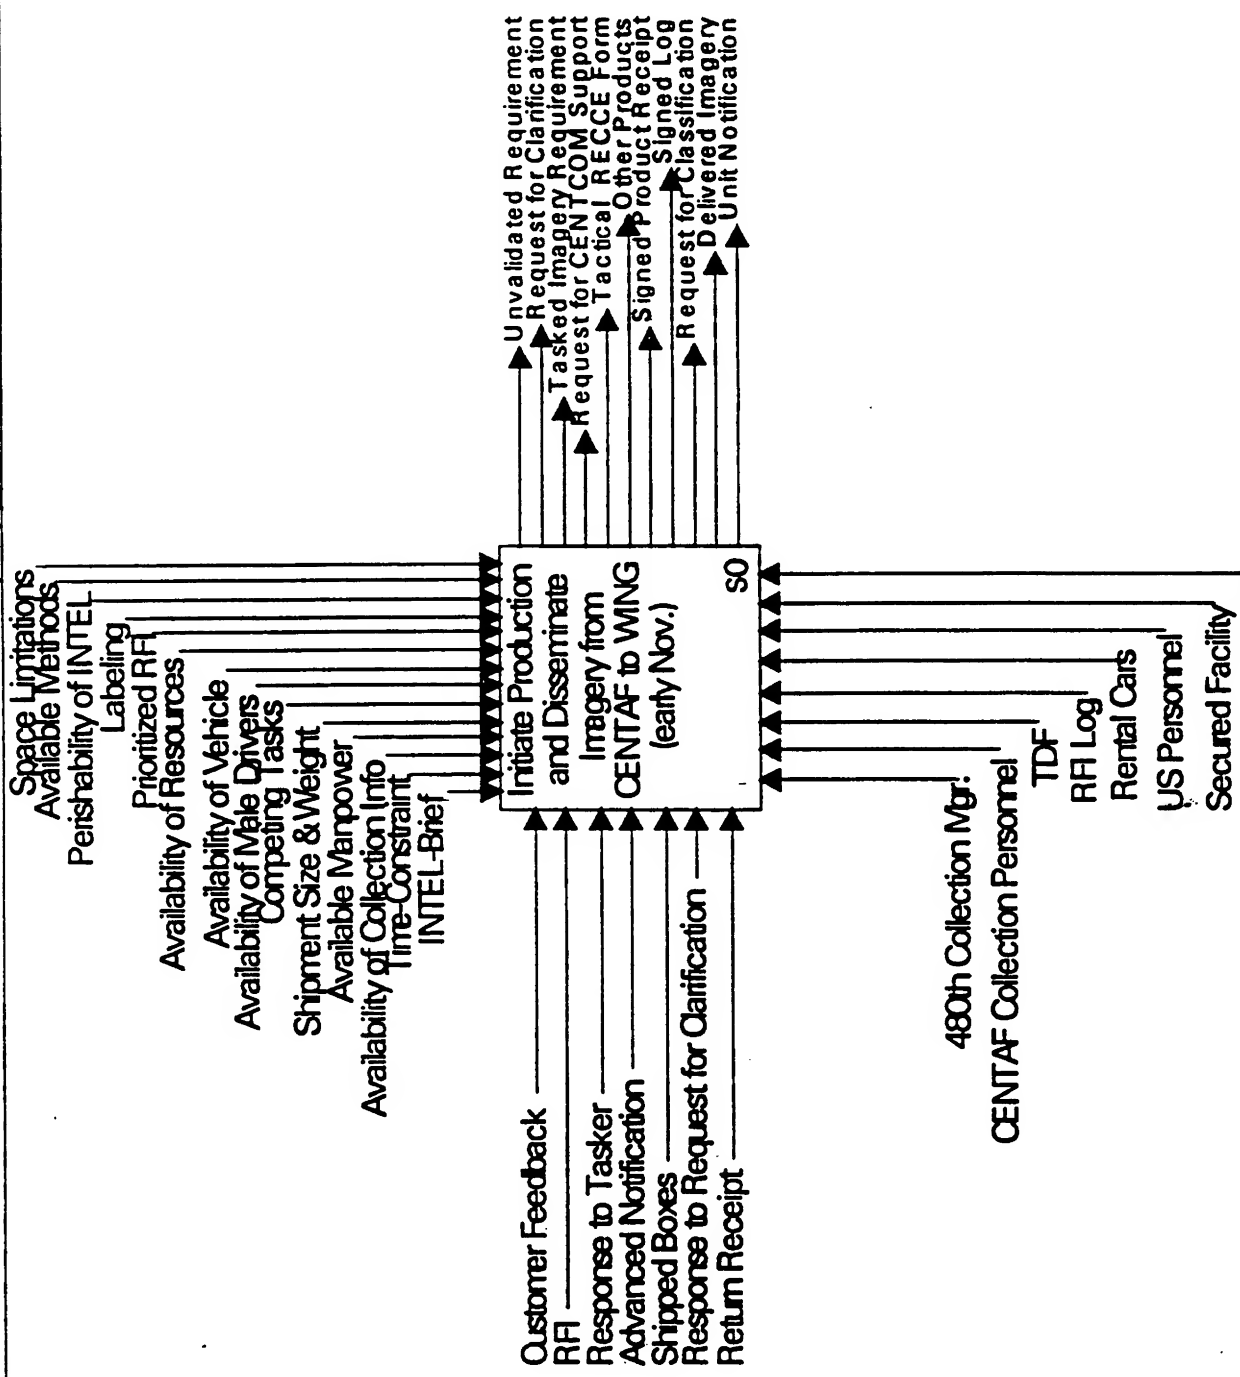 Space Limitations
Available Methods
Perishability of INTEL
Labeling
Prioritized RFI
Availability of Resources
Availability of Vehicle
Availability of Male Drivers
Competing Tasks
Shipment Size & Weight
Available Manpower
Availability of Collection Info
Time-Constraint
INTEL-Brief
Customer Feedback
RFI
Response to Tasker
Advanced Notification
Shipped Boxes
Response to Request for Clarification
Return Receipt
Initiate Production
and Disseminate
Imagery from
CENTAF to WING
(early Nov.)
S0
Unvalidated Requirement
Request for Clarification
Tasked Imagery Requirement
Request for CENTCOM Support
Tactical RECCE Form
Other Products
Signed Product Receipt
Signed Log
Request for Classification
Delivered Imagery
Unit Notification
480th Collection Mgr.
CENTAF Collection Personnel
TDF
RFI Log
Rental Cars
US Personnel
Secured Facility